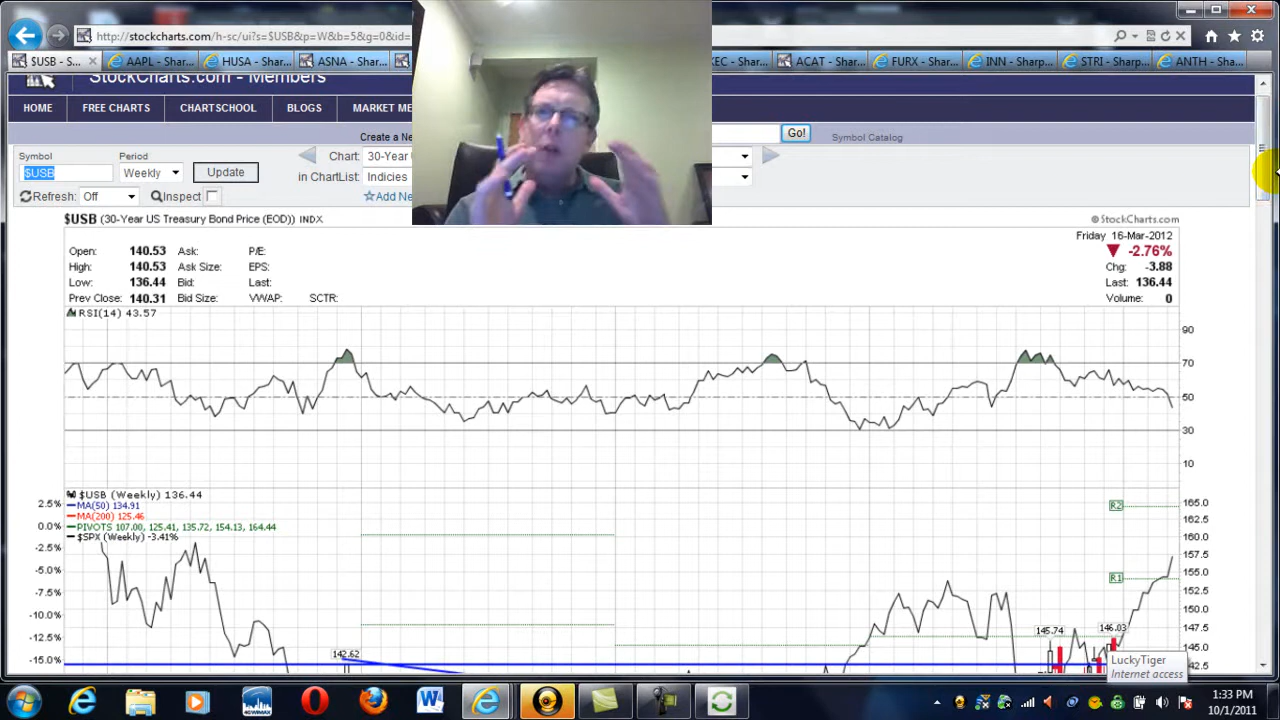 http://stockcharts.com/h-sc/ui?s=$USB&p=W&b=5&g=0&id=
$USB - S... AAPL - Shar... HUSA - Shar... ASNA - Shar... KEC - Shar... ACAT - Shar... FURX - Shar... INN - Sharp... STRI - Sharp... ANTH - Sha...
StockCharts.com - Members
HOME FREE CHARTS CHARTSCHOOL BLOGS MARKET ME
Create a Ne Go! Symbol Catalog
Symbol Period Chart: 30-Year U
$USB Weekly Update in ChartList: Indicies
Refresh: Off Inspect Add Nev
$USB (30-Year US Treasury Bond Price (EOD)) INDX © StockCharts.com
Friday 16-Mar-2012
Open: 140.53 Ask: P/E: -2.76%
High: 140.53 Ask Size: EPS: Chg: -3.88
Low: 136.44 Bid: Last: Last: 136.44
Prev Close: 140.31 Bid Size: VWAP: SCTR: Volume: 0
RSI(14) 43.57
90
70
50
30
10
$USB (Weekly) 136.44
2.5% MA(50) 134.91 R2 165.0
MA(200) 125.46 162.5
0.0% PIVOTS 107.00, 125.41, 135.72, 154.13, 164.44
$SPX (Weekly) -3.41% 160.0
-2.5% 157.5
-5.0% 155.0
R1
-7.5% 152.5
-10.0% 150.0
-12.5% 145.74 146.03 147.5
-15.0% 142.62 145.0
142.5
LuckyTiger
Internet access
1:33 PM
10/1/2011